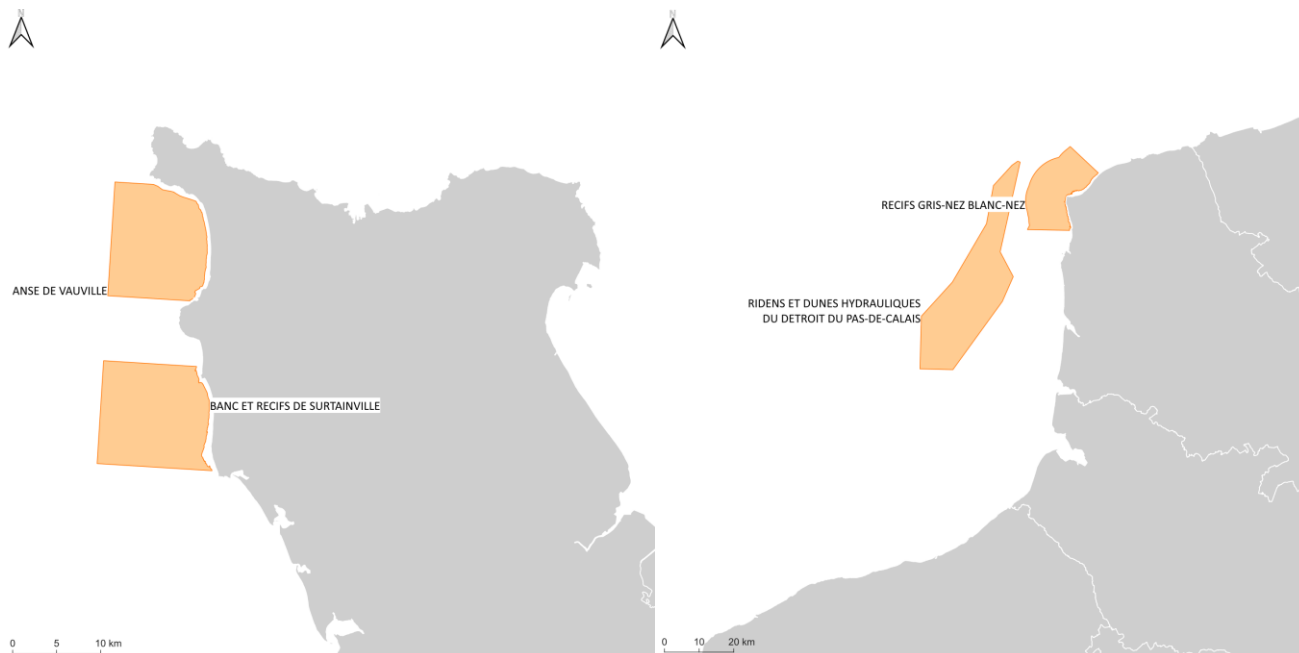 N
ANSE DE VAUVILLE
BANC ET RECIFS DE SURTAINVILLE
0 5 10 km
N
RECIFS GRIS-NEZ BLANC-NEZ
RIDENS ET DUNES HYDRAULIQUES
DU DETROIT DU PAS-DE-CALAIS
0 10 20 km